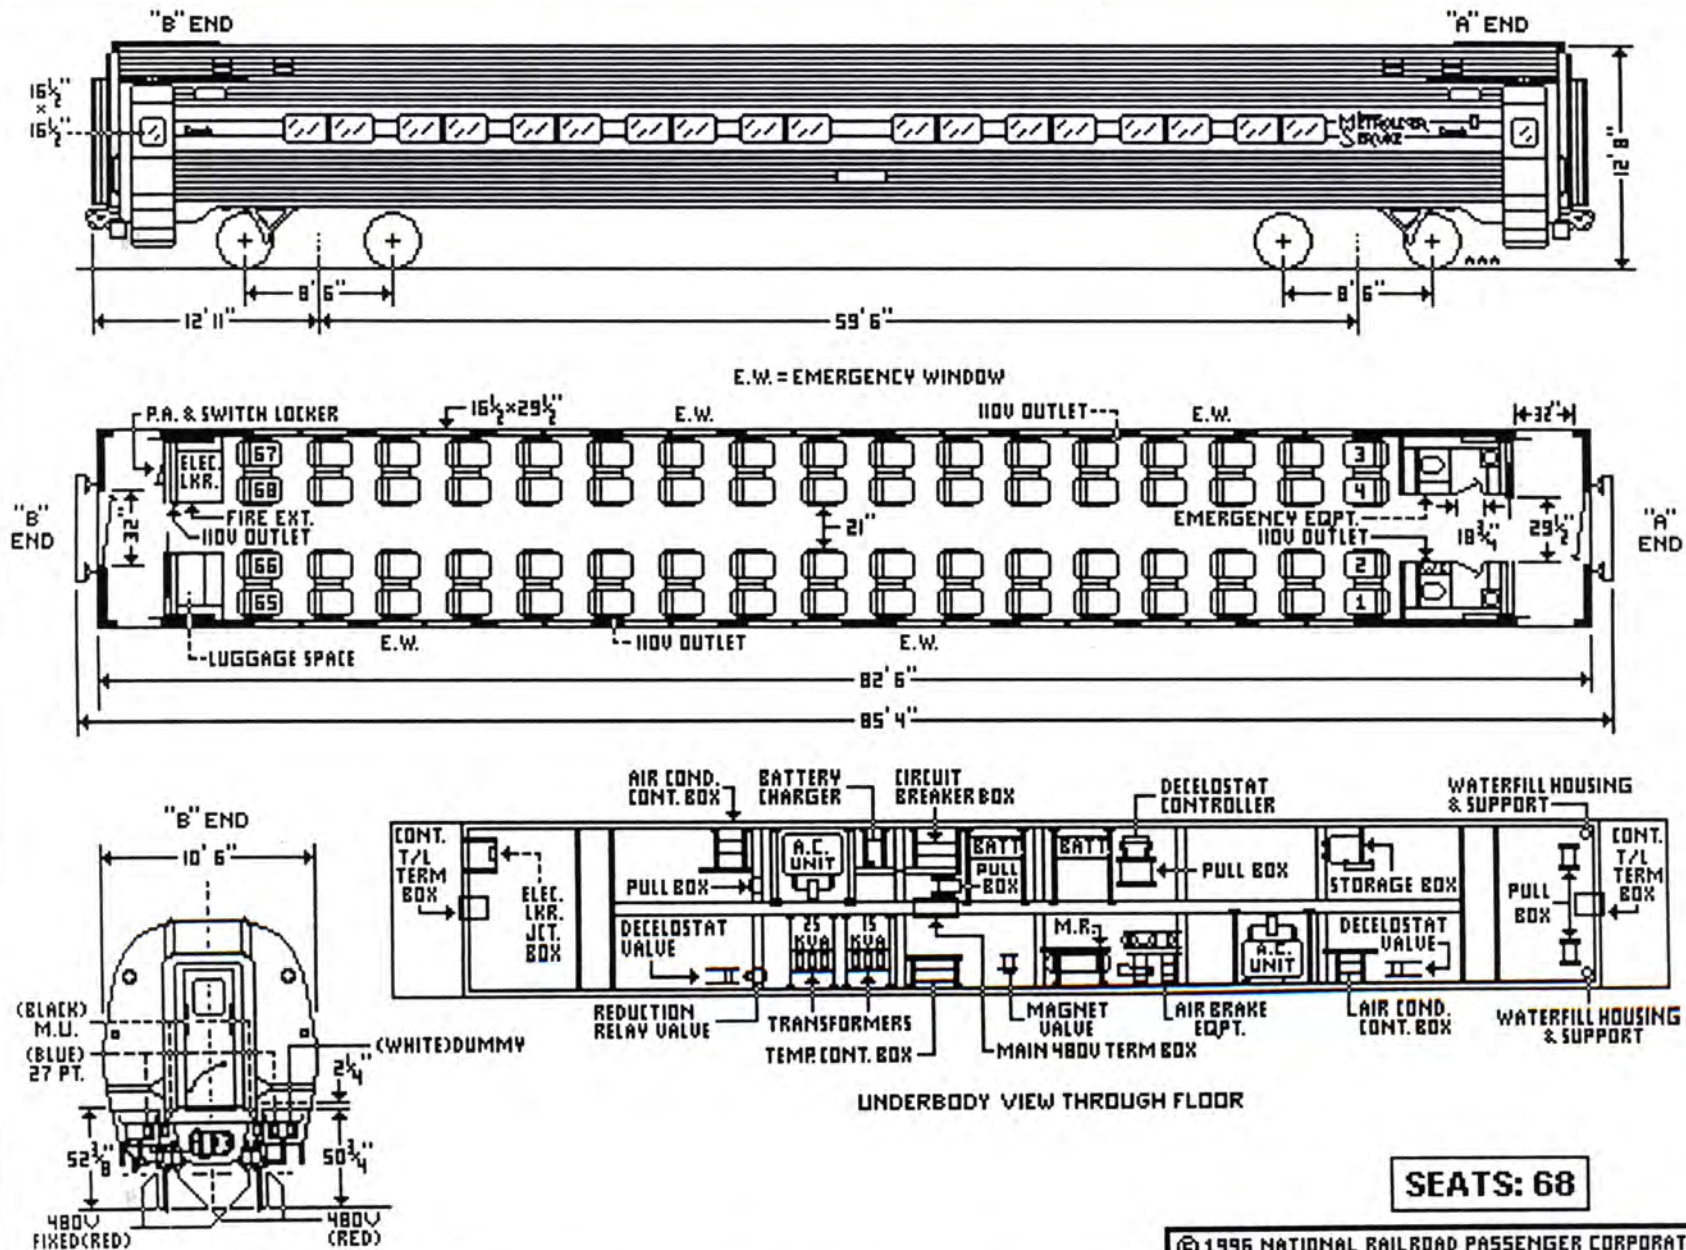 "B" END
"A" END
16½"
x
16½"
Coach
METROLINER
SERVICE
Coach
12' 8"
8' 6"
8' 6"
12' 11"
59' 6"
E.W. = EMERGENCY WINDOW
P.A. & SWITCH LOCKER
16½ x 29½"
E.W.
110V OUTLET
E.W.
32"
ELEC.
LKR.
67
68
3
4
"B"
END
32"
FIRE EXT.
110V OUTLET
21"
EMERGENCY EQPT.
110V OUTLET
18¾"
29½"
"A"
END
66
65
2
1
LUGGAGE SPACE
E.W.
110V OUTLET
E.W.
82' 6"
85' 4"
AIR COND.
CONT. BOX
BATTERY
CHARGER
CIRCUIT
BREAKER BOX
DECELOSTAT
CONTROLLER
WATERFILL HOUSING
& SUPPORT
CONT.
T/L
TERM
BOX
A.C.
UNIT
BATT
BATT
CONT.
T/L
TERM
BOX
PULL BOX
PULL
BOX
PULL BOX
STORAGE BOX
PULL
BOX
ELEC.
LKR.
JCT.
BOX
DECELOSTAT
VALVE
25
KVA
15
KVA
M.R.
A.C.
UNIT
DECELOSTAT
VALVE
REDUCTION
RELAY VALVE
TRANSFORMERS
TEMP. CONT. BOX
MAGNET
VALVE
MAIN 480V TERM BOX
AIR BRAKE
EQPT.
AIR COND.
CONT. BOX
WATERFILL HOUSING
& SUPPORT
UNDERBODY VIEW THROUGH FLOOR
"B" END
10' 6"
(BLACK)
M.U.
(BLUE)
27 PT.
(WHITE) DUMMY
2¼"
52⅜"
50¾"
480V
FIXED (RED)
480V
(RED)
SEATS: 68
© 1996 NATIONAL RAILROAD PASSENGER CORPORAT